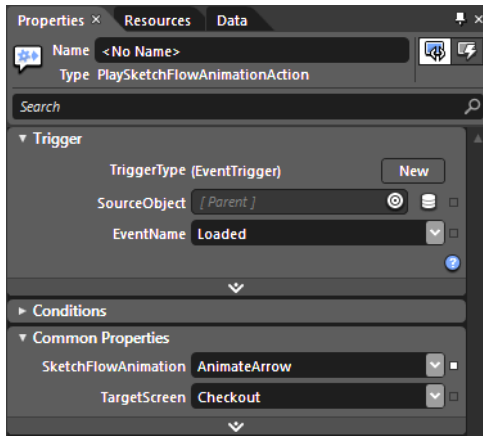 Properties × Resources Data
Name <No Name>
Type PlaySketchFlowAnimationAction
Search
Trigger
TriggerType (EventTrigger) New
SourceObject [ Parent ]
EventName Loaded
?
Conditions
Common Properties
SketchFlowAnimation AnimateArrow
TargetScreen Checkout